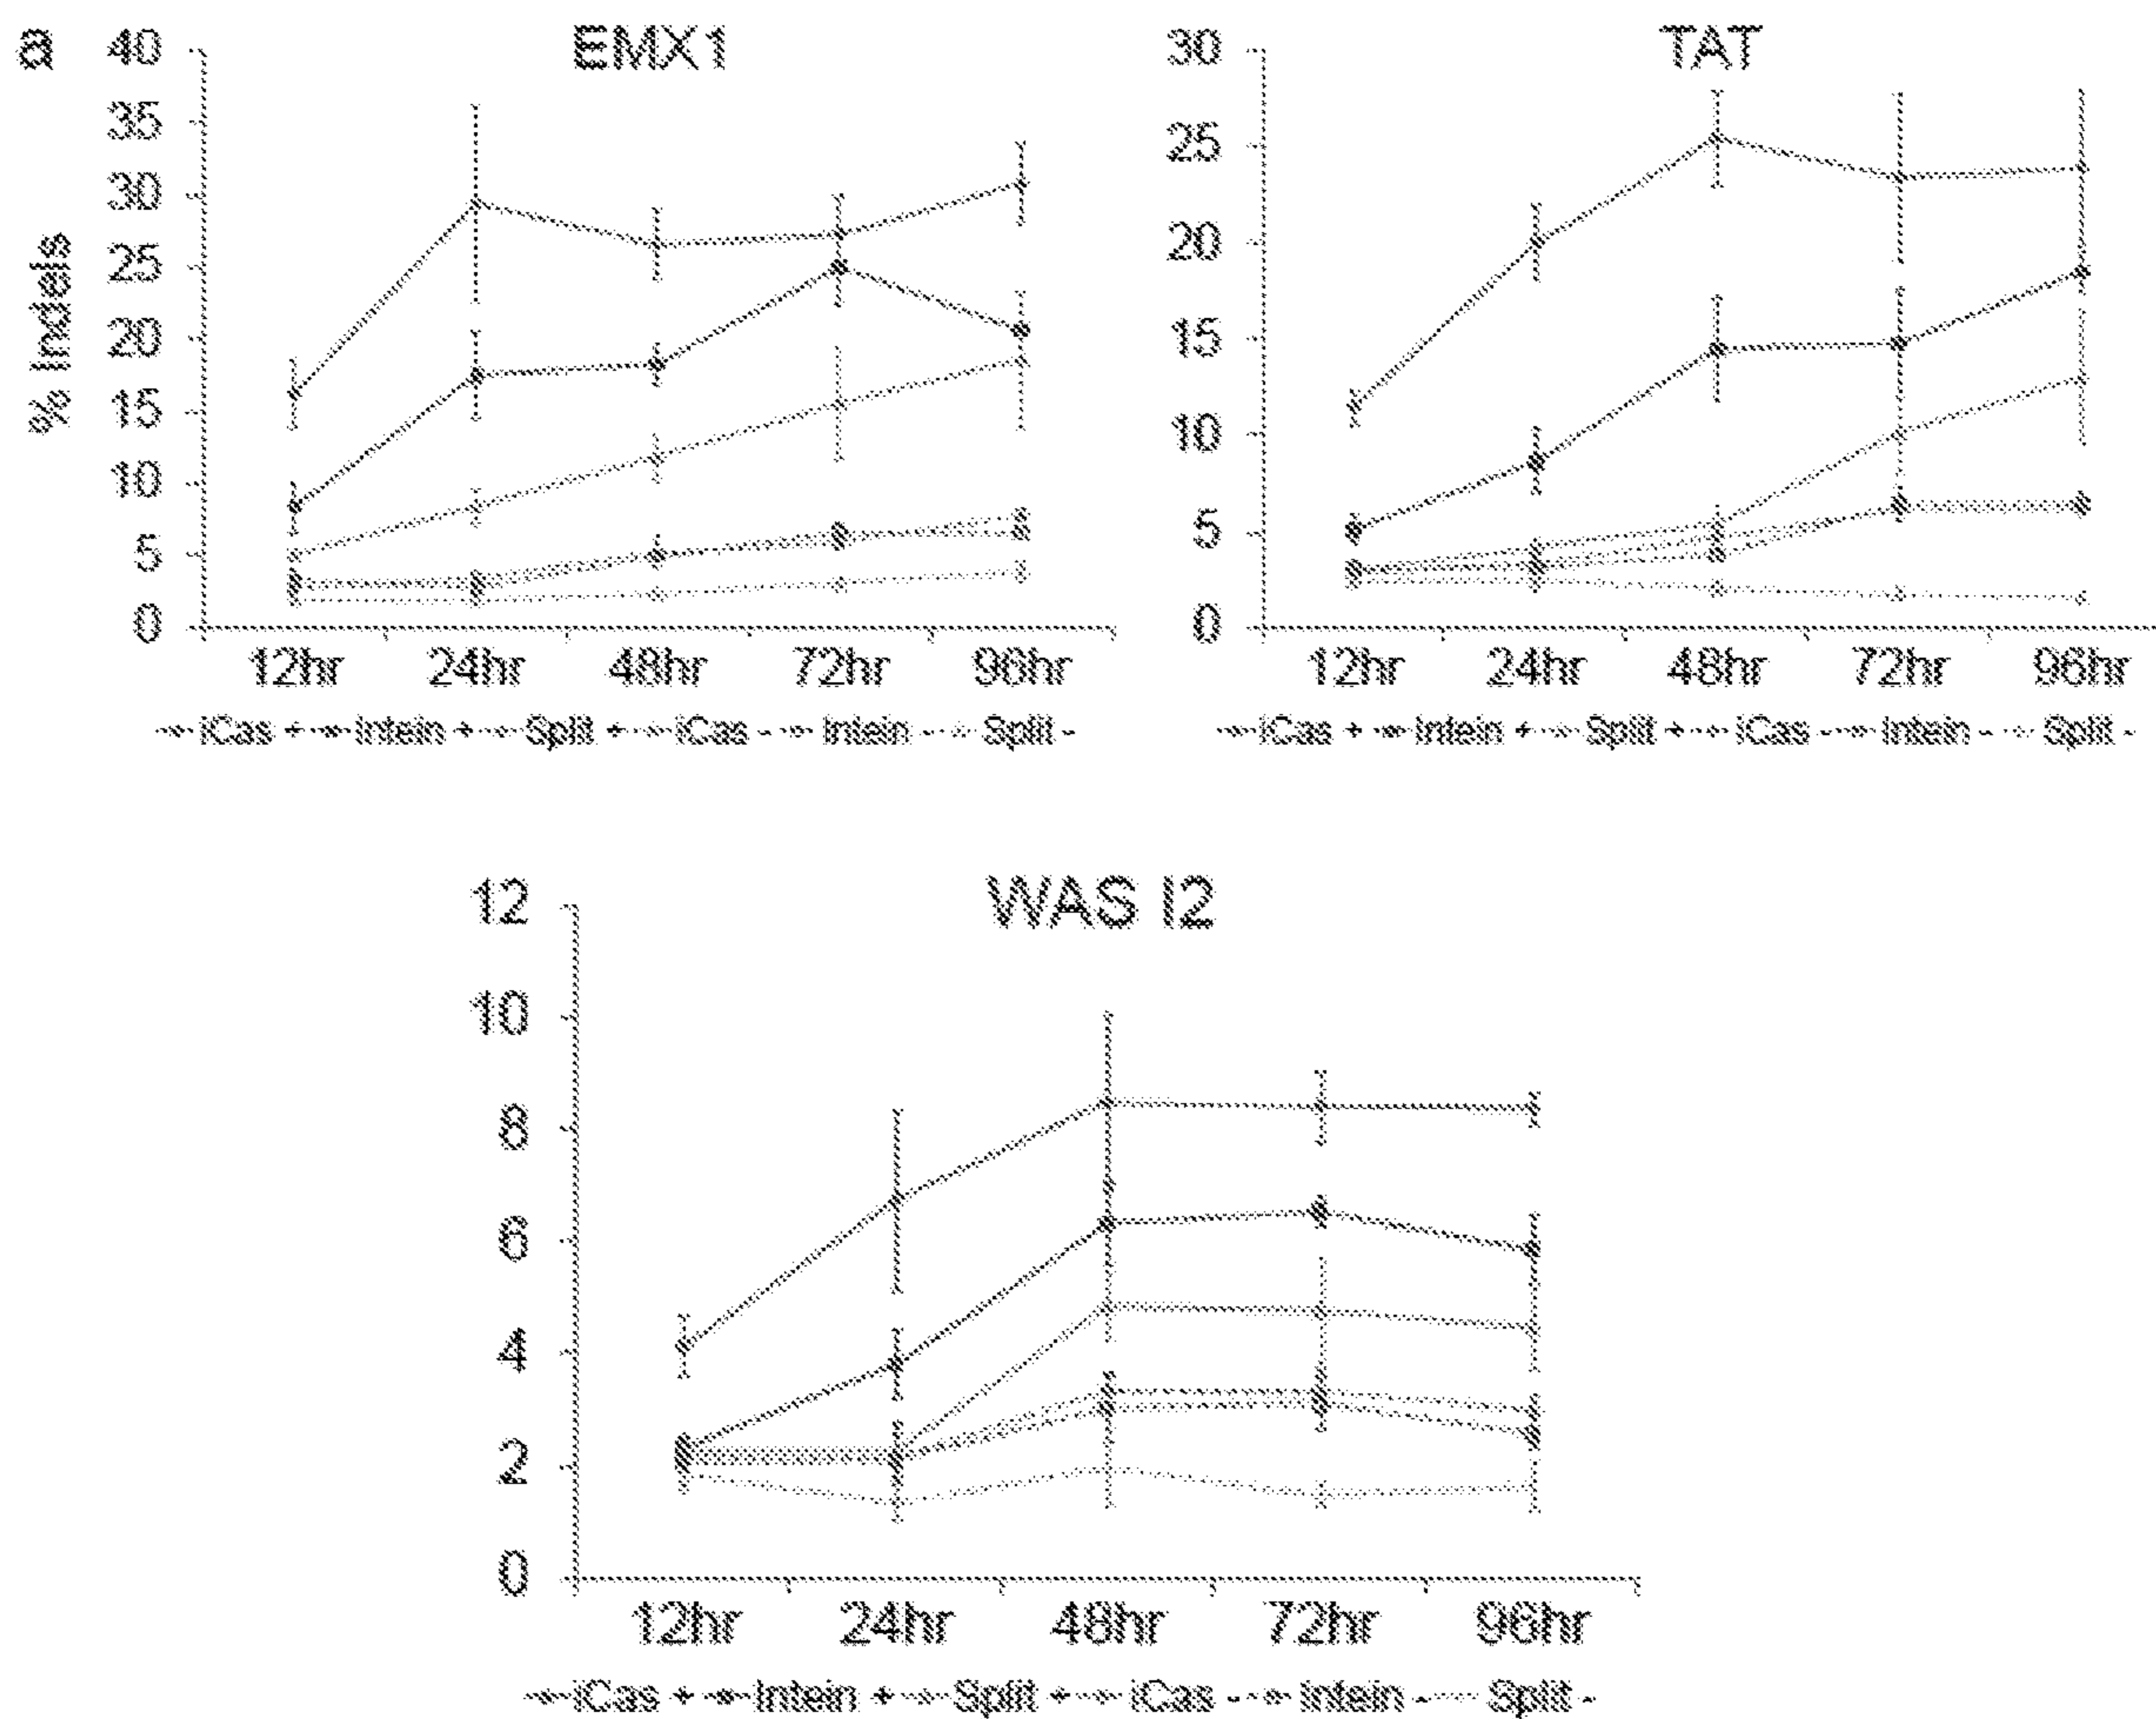 a
EMX1
% Indels
40
35
30
25
20
15
10
5
0
12hr 24hr 48hr 72hr 96hr
iCas + Intein + Split + iCas - Intein - Split -
TAT
30
25
20
15
10
5
0
12hr 24hr 48hr 72hr 96hr
iCas + Intein + Split + iCas - Intein - Split -
WAS I2
12
10
8
6
4
2
0
12hr 24hr 48hr 72hr 96hr
iCas + Intein + Split + iCas - Intein - Split -